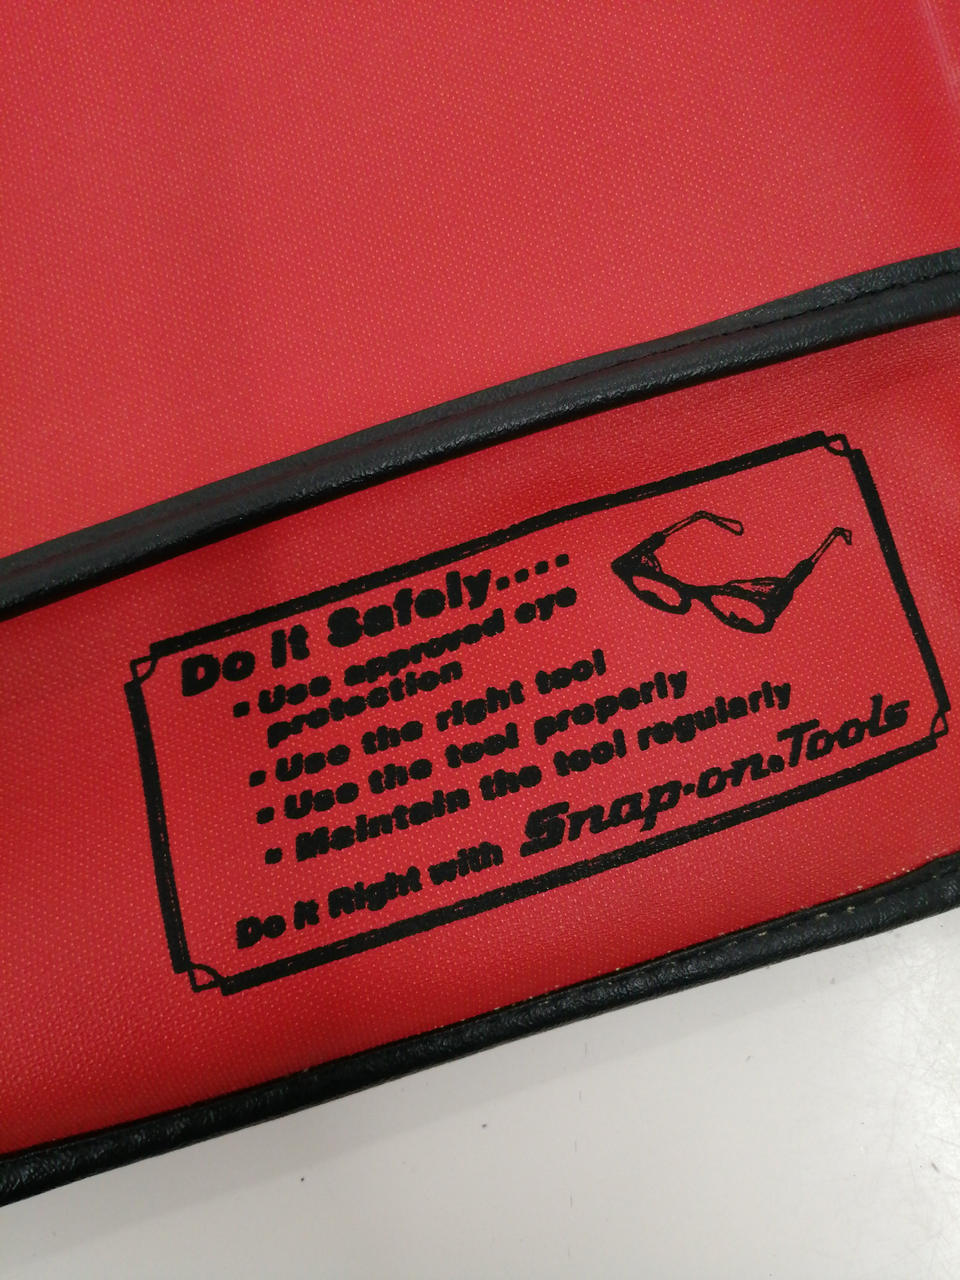 Do it Safely....
• Use approved eye
protection
• Use the right tool
• Use the tool properly
• Maintain the tool regularly
Do it Right with Snap-on Tools